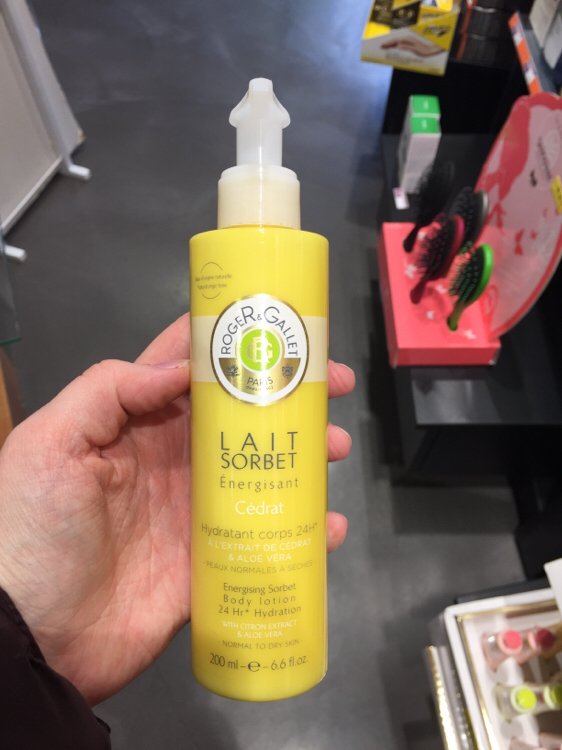 ROGER & GALLET
PARIS
LAIT
SORBET
Énergisant
Cédrat
Hydratant corps 24H*
À L'EXTRAIT DE CÉDRAT
& ALOE VERA
PEAUX NORMALES À SÈCHES
Energising Sorbet
Body lotion
24 Hr* Hydration
WITH CITRON EXTRACT
& ALOE VERA
NORMAL TO DRY SKIN
200 ml - e - 6.6 fl.oz.